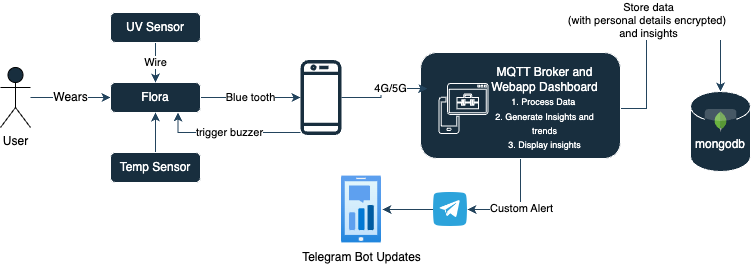 Store data
(with personal details encrypted)
and insights
UV Sensor
Wire
User
Wears
Flora
Blue tooth
trigger buzzer
Temp Sensor
4G/5G
MQTT Broker and
Webapp Dashboard
1. Process Data
2. Generate Insights and
trends
3. Display insights
mongodb
Custom Alert
Telegram Bot Updates